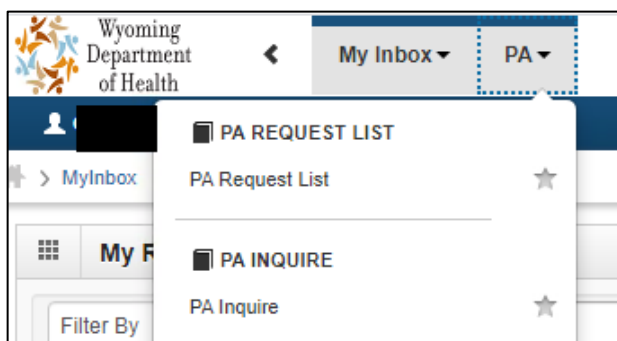 Wyoming
Department
of Health
My Inbox
PA
PA REQUEST LIST
> MyInbox
PA Request List
PA INQUIRE
My
PA Inquire
Filter By